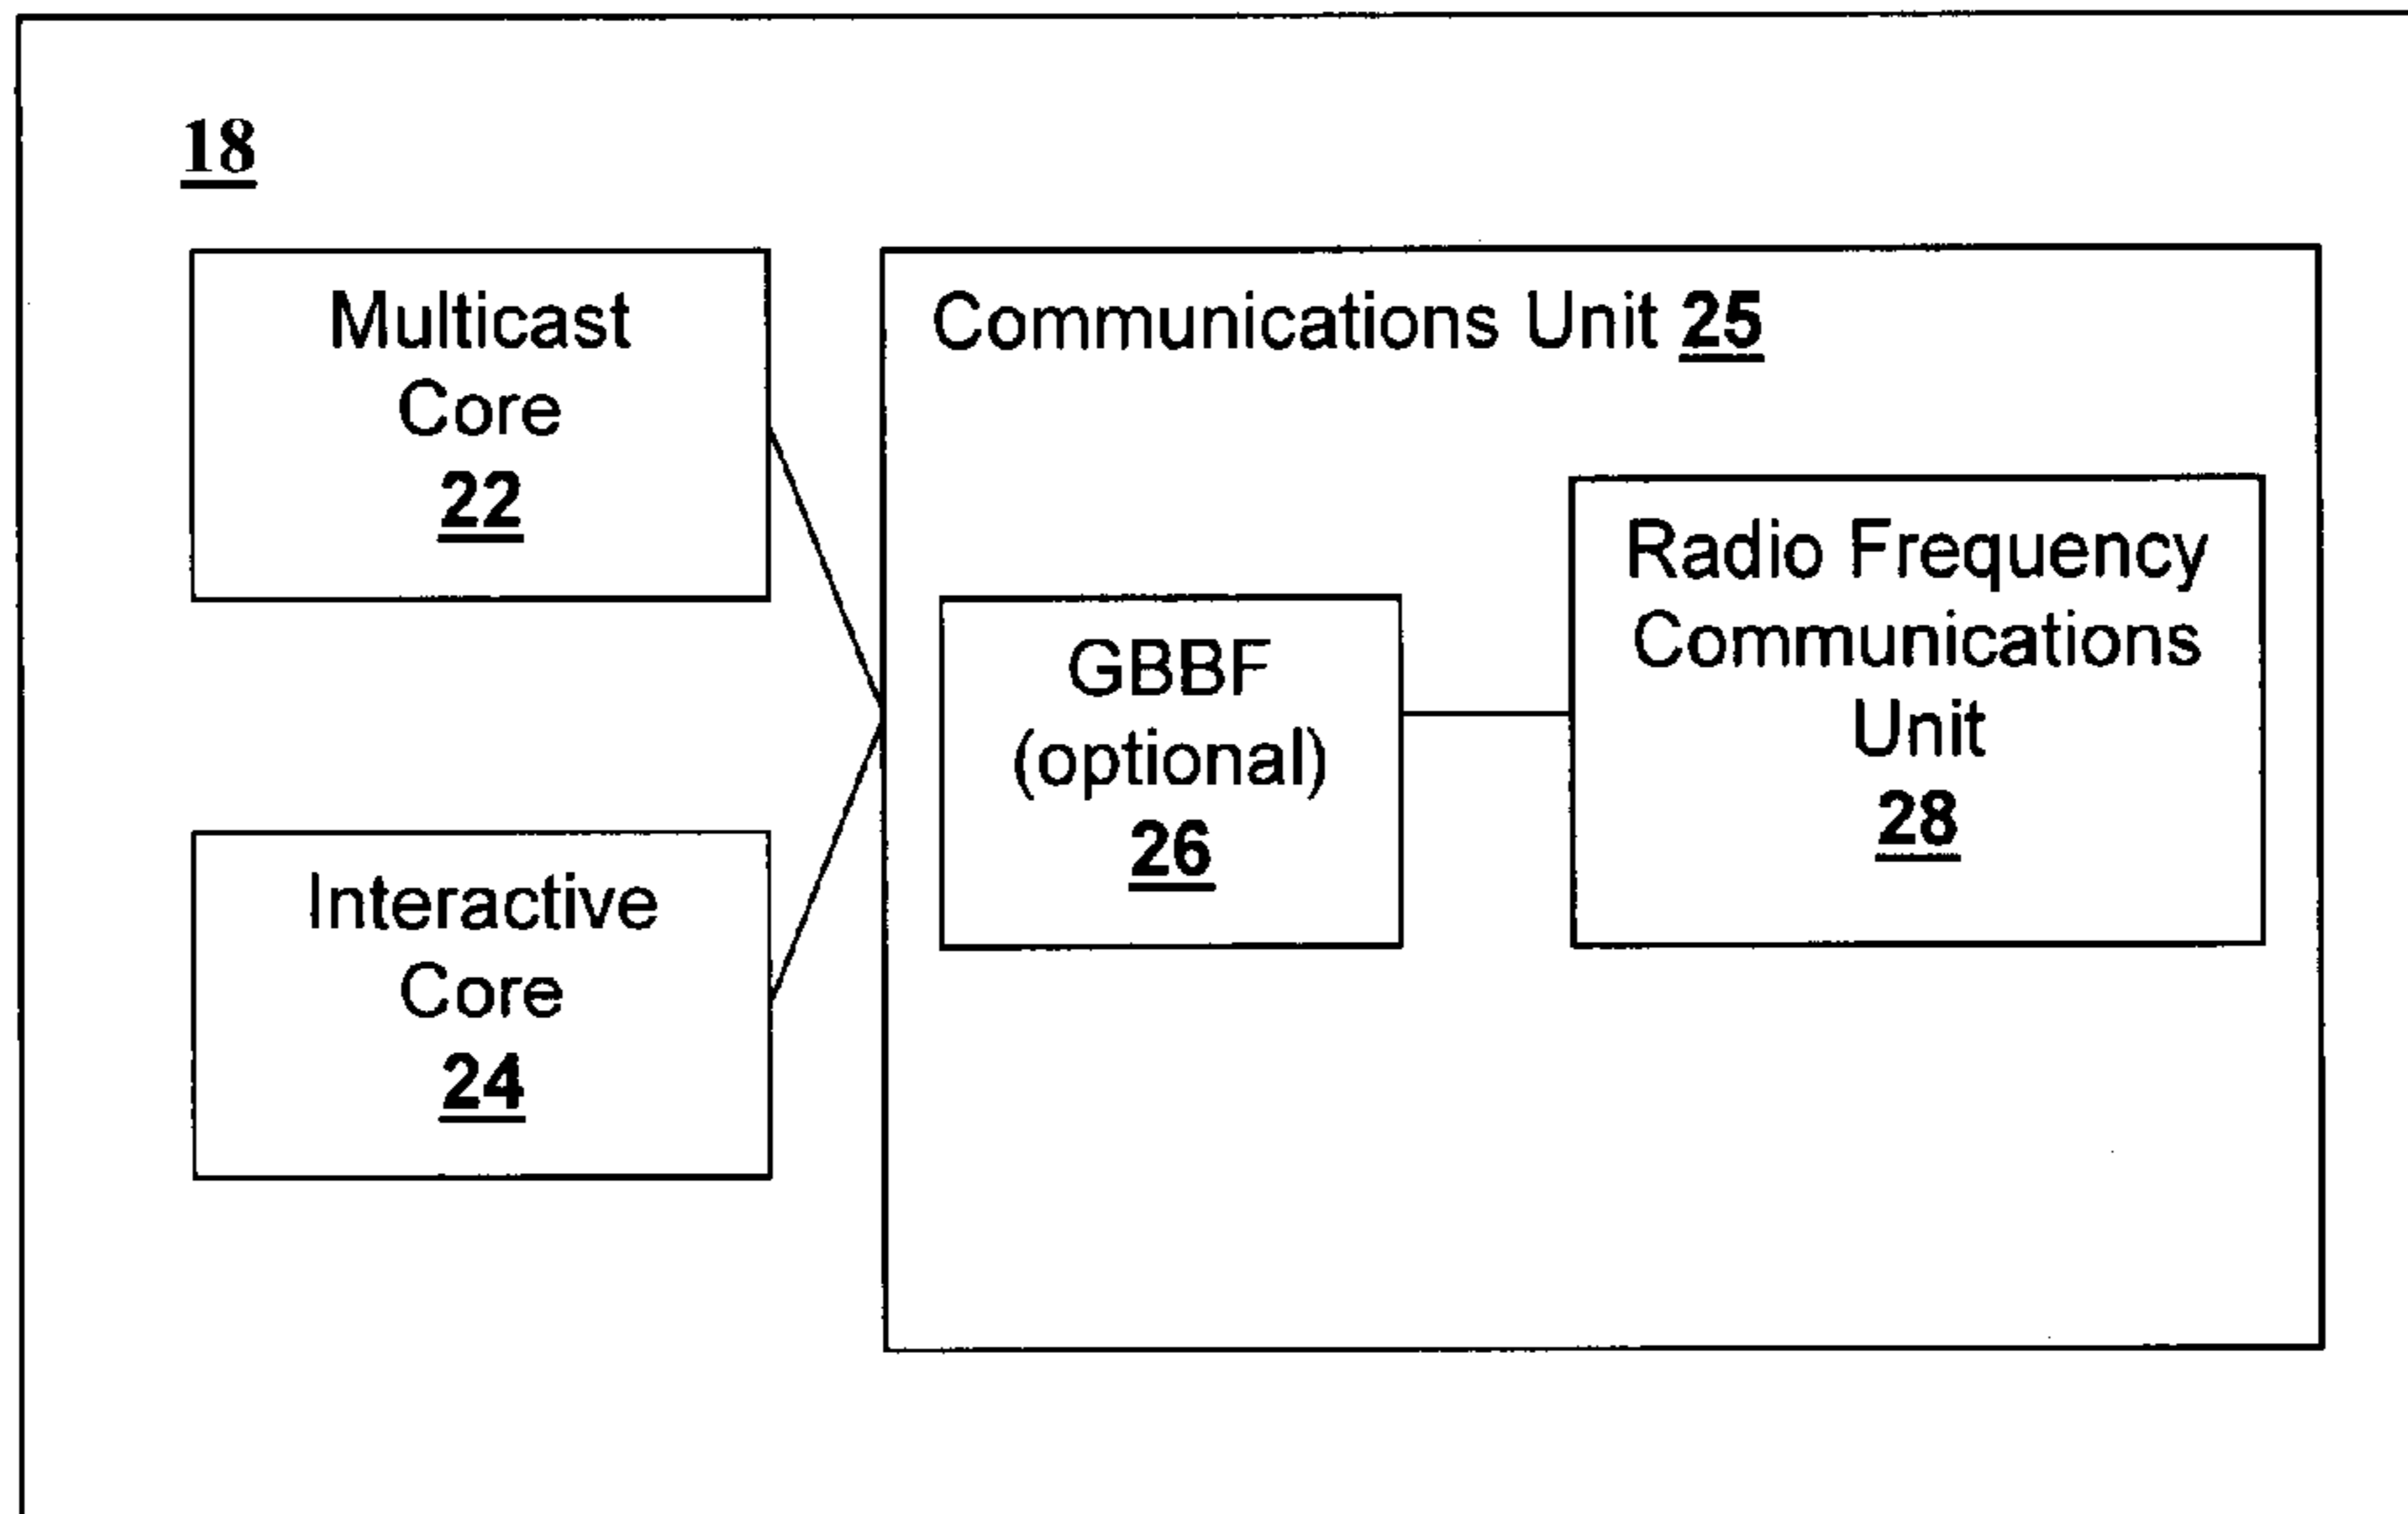 18
Multicast
Core
22
Interactive
Core
24
Communications Unit 25
GBBF
(optional)
26
Radio Frequency
Communications
Unit
28